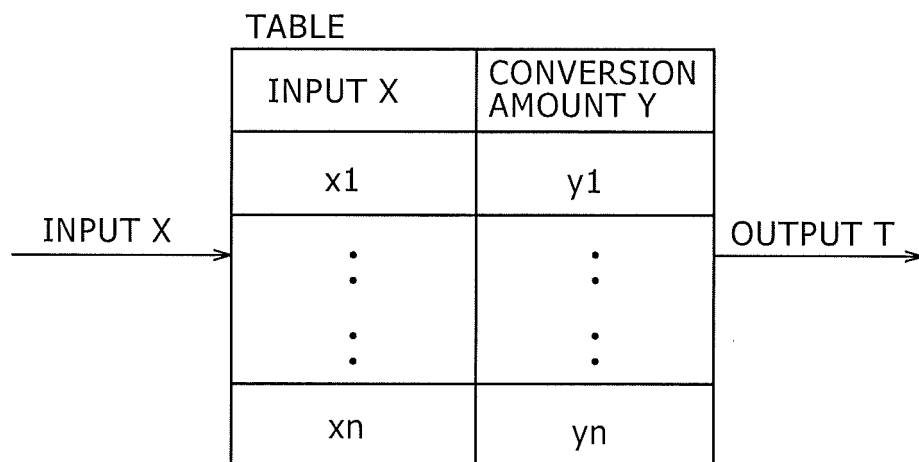 TABLE
INPUT X
CONVERSION
AMOUNT Y
x1
y1
INPUT X
OUTPUT T
xn
yn